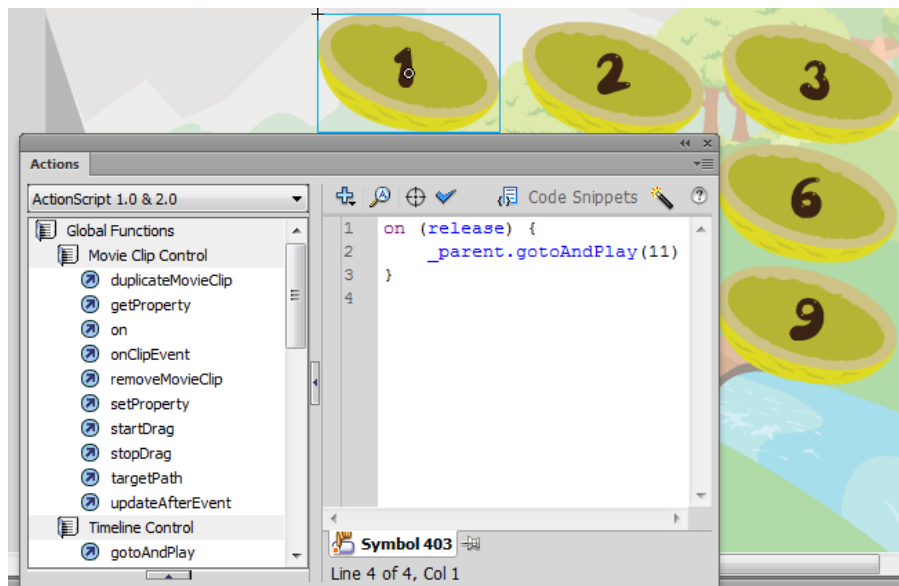 1
2
3
Actions
ActionScript 1.0 & 2.0
Code Snippets
Global Functions
Movie Clip Control
duplicateMovieClip
getProperty
on
onClipEvent
removeMovieClip
setProperty
startDrag
stopDrag
targetPath
updateAfterEvent
Timeline Control
gotoAndPlay
1 on (release) {
2 _parent.gotoAndPlay(11)
3 }
4
Symbol 403
Line 4 of 4, Col 1
6
9